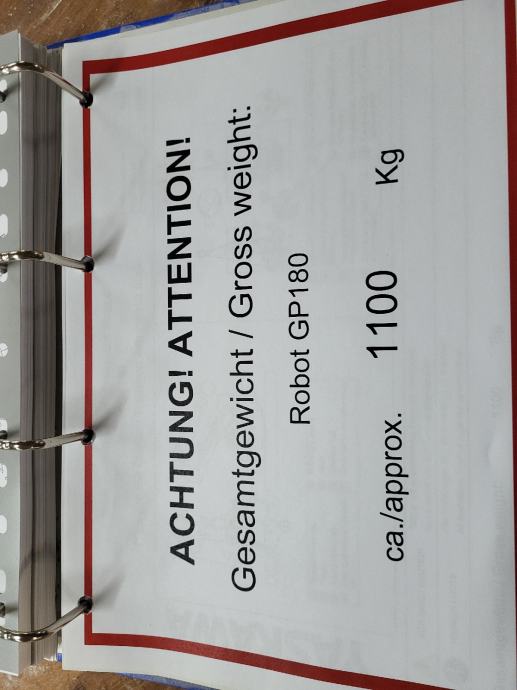 ACHTUNG! ATTENTION!
Gesamtgewicht / Gross weight:
Robot GP180
ca./approx. 1100 Kg